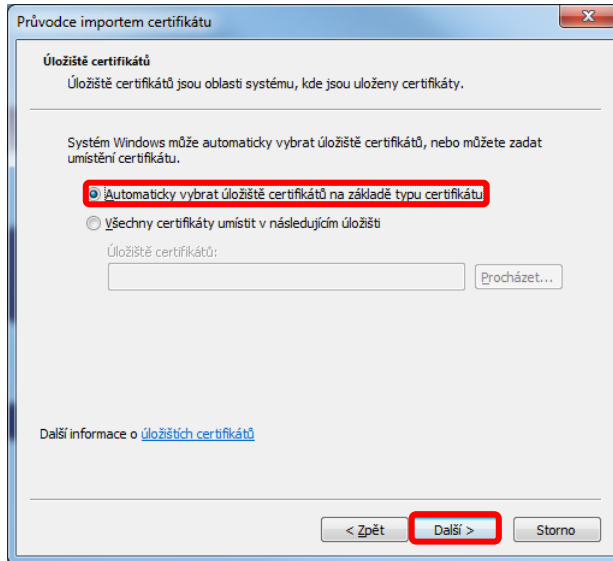 Průvodce importem certifikátu
Úložiště certifikátů
Úložiště certifikátů jsou oblasti systému, kde jsou uloženy certifikáty.
Systém Windows může automaticky vybrat úložiště certifikátů, nebo můžete zadat
umístění certifikátu.
Automaticky vybrat úložiště certifikátů na základě typu certifikátu
Všechny certifikáty umístit v následujícím úložišti
Úložiště certifikátů:
Procházet...
Další informace o úložištích certifikátů
< Zpět
Další >
Storno